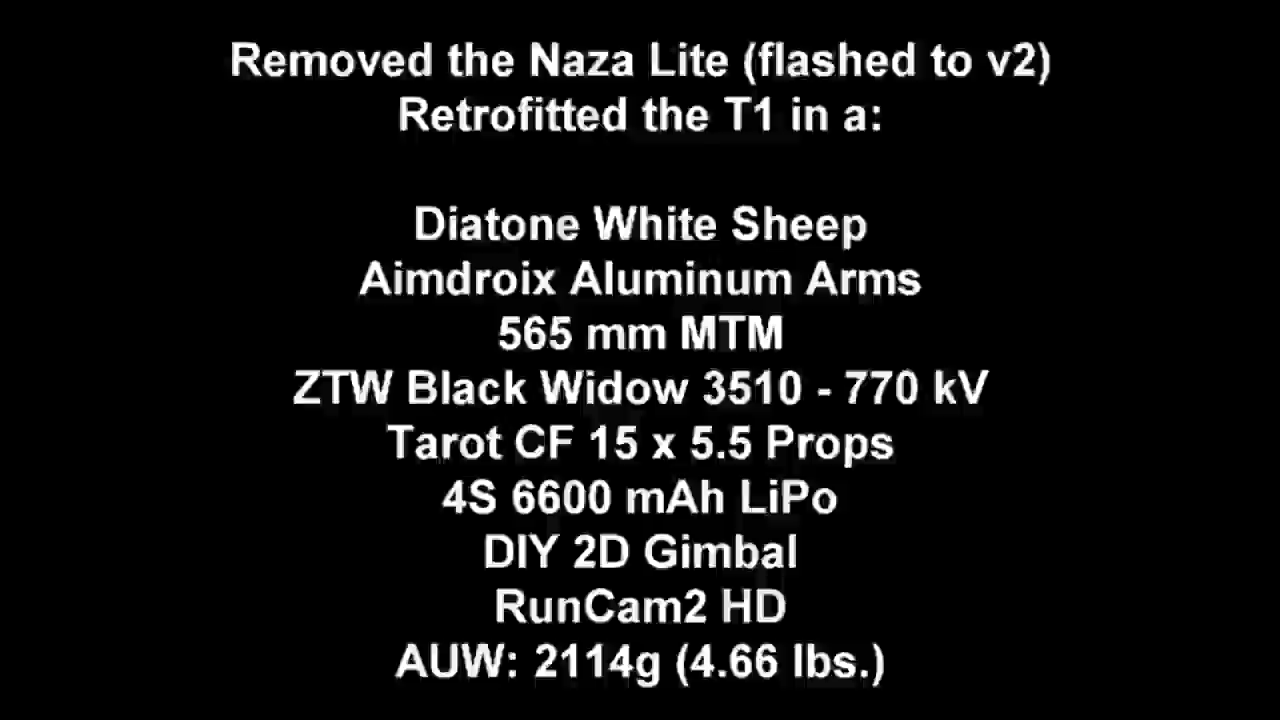 Removed the Naza Lite (flashed to v2)
Retrofitted the T1 in a:
Diatone White Sheep
Aimdroix Aluminum Arms
565 mm MTM
ZTW Black Widow 3510 - 770 kV
Tarot CF 15 x 5.5 Props
4S 6600 mAh LiPo
DIY 2D Gimbal
RunCam2 HD
AUW: 2114g (4.66 lbs.)